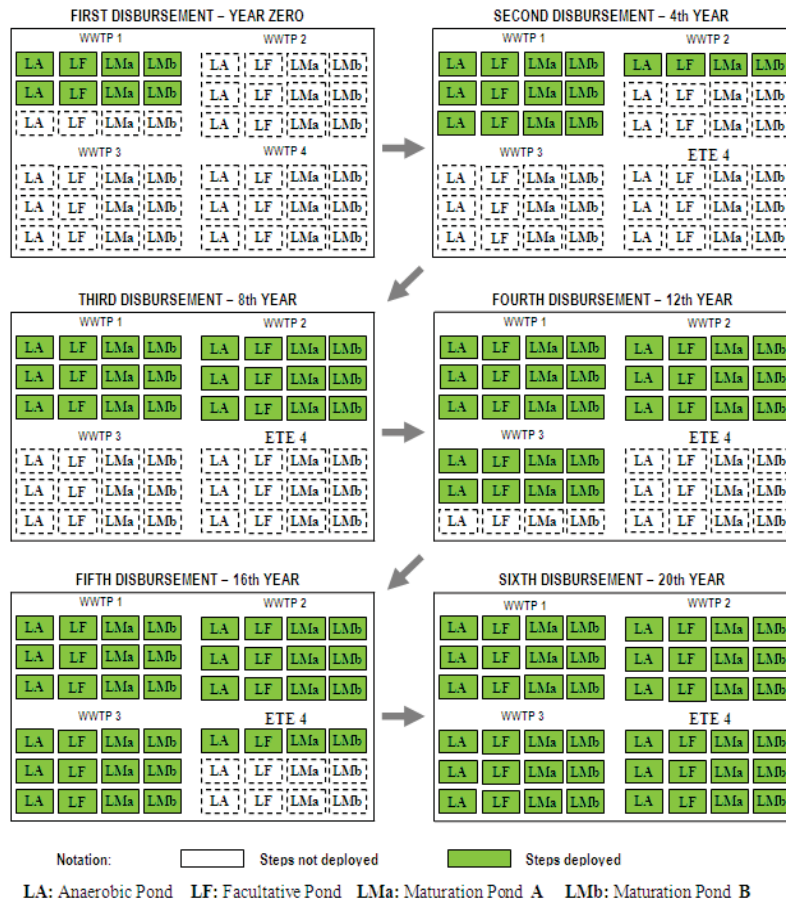 FIRST DISBURSEMENT – YEAR ZERO
WWTP 1
LA LF LMa LMb
LA LF LMa LMb
LA LF LMa LMb
WWTP 2
LA LF LMa LMb
LA LF LMa LMb
LA LF LMa LMb
WWTP 3
LA LF LMa LMb
LA LF LMa LMb
LA LF LMa LMb
WWTP 4
LA LF LMa LMb
LA LF LMa LMb
LA LF LMa LMb
SECOND DISBURSEMENT - 4th YEAR
WWTP 1
LA LF LMa LMb
LA LF LMa LMb
LA LF LMa LMb
WWTP 2
LA LF LMa LMb
LA LF LMa LMb
LA LF LMa LMb
WWTP 3
LA LF LMa LMb
LA LF LMa LMb
LA LF LMa LMb
ETE 4
LA LF LMa LMb
LA LF LMa LMb
LA LF LMa LMb
THIRD DISBURSEMENT – 8th YEAR
WWTP 1
LA LF LMa LMb
LA LF LMa LMb
LA LF LMa LMb
WWTP 2
LA LF LMa LMb
LA LF LMa LMb
LA LF LMa LMb
WWTP 3
LA LF LMa LMb
LA LF LMa LMb
LA LF LMa LMb
ETE 4
LA LF LMa LMb
LA LF LMa LMb
LA LF LMa LMb
FOURTH DISBURSEMENT – 12th YEAR
WWTP 1
LA LF LMa LMb
LA LF LMa LMb
LA LF LMa LMb
WWTP 2
LA LF LMa LMb
LA LF LMa LMb
LA LF LMa LMb
WWTP 3
LA LF LMa LMb
LA LF LMa LMb
LA LF LMa LMb
ETE 4
LA LF LMa LMb
LA LF LMa LMb
LA LF LMa LMb
FIFTH DISBURSEMENT – 16th YEAR
WWTP 1
LA LF LMa LMb
LA LF LMa LMb
LA LF LMa LMb
WWTP 2
LA LF LMa LMb
LA LF LMa LMb
LA LF LMa LMb
WWTP 3
LA LF LMa LMb
LA LF LMa LMb
LA LF LMa LMb
ETE 4
LA LF LMa LMb
LA LF LMa LMb
LA LF LMa LMb
SIXTH DISBURSEMENT – 20th YEAR
WWTP 1
LA LF LMa LMb
LA LF LMa LMb
LA LF LMa LMb
WWTP 2
LA LF LMa LMb
LA LF LMa LMb
LA LF LMa LMb
WWTP 3
LA LF LMa LMb
LA LF LMa LMb
LA LF LMa LMb
ETE 4
LA LF LMa LMb
LA LF LMa LMb
LA LF LMa LMb
Notation: Steps not deployed Steps deployed
LA: Anaerobic Pond LF: Facultative Pond LMa: Maturation Pond A LMb: Maturation Pond B